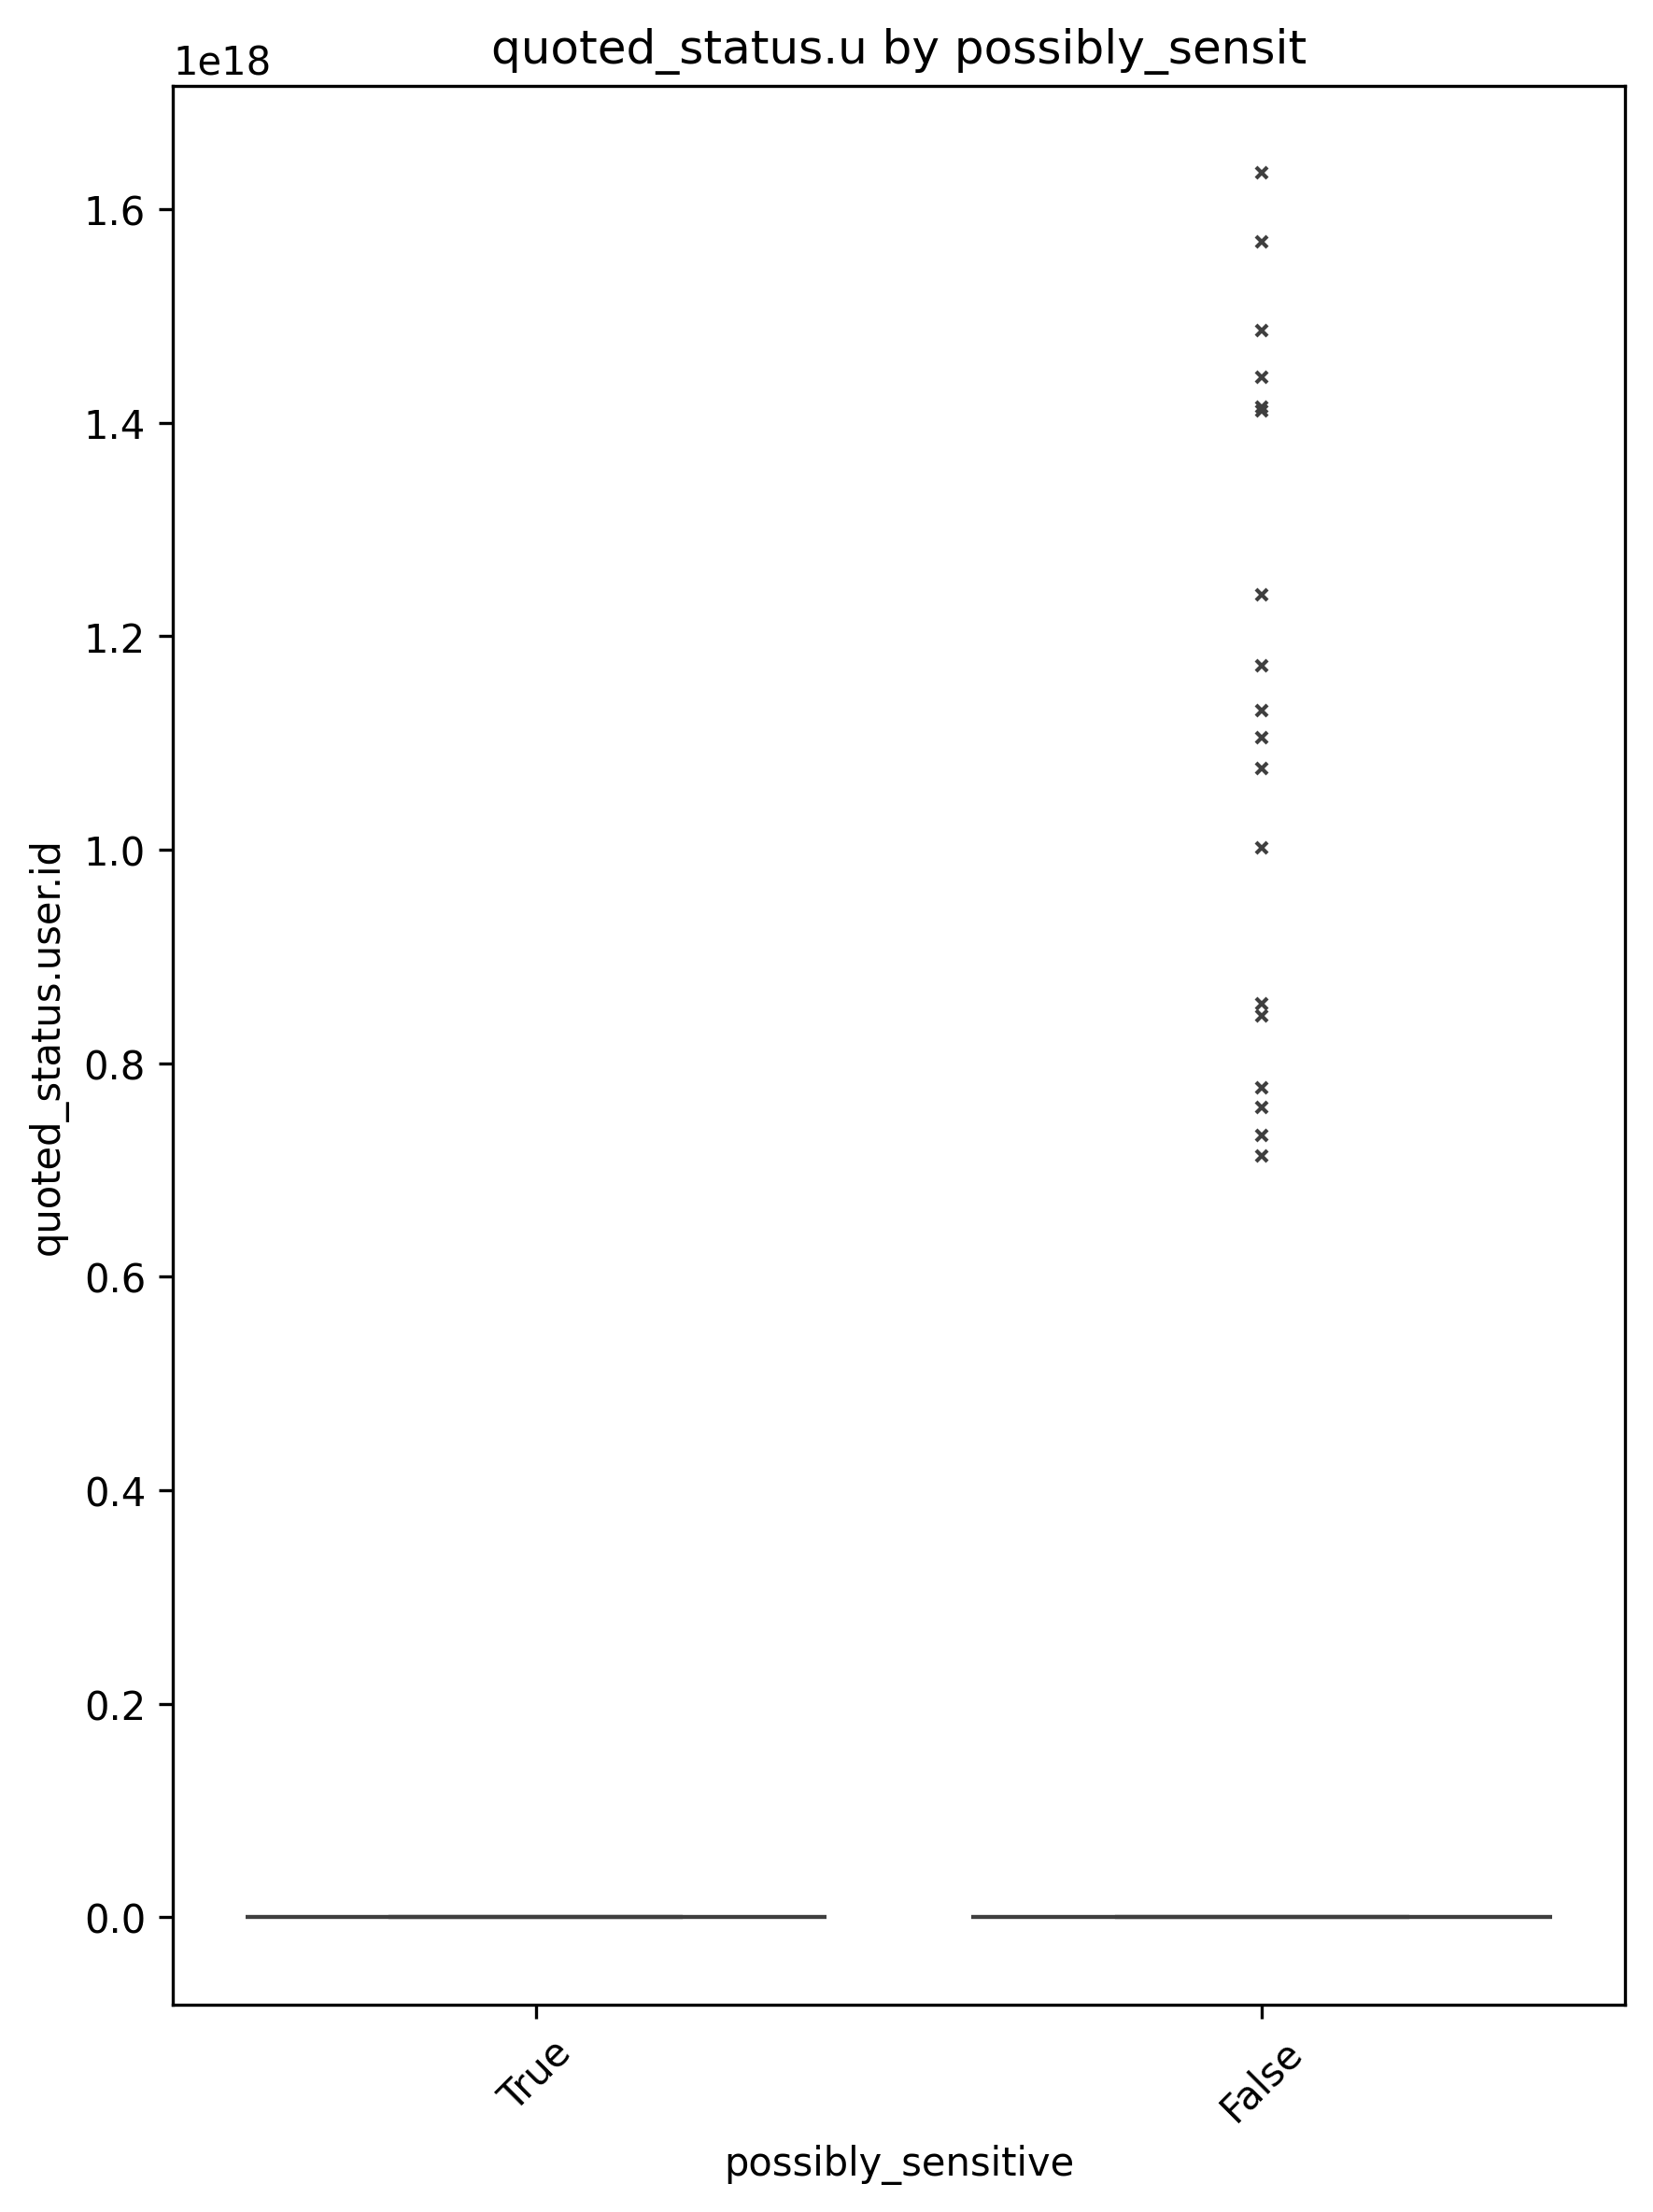 quoted_status.u by possibly_sensit
1e18
1.6
1.4
1.2
1.0
0.8
0.6
0.4
0.2
0.0
quoted_status.user.id
True
False
possibly_sensitive